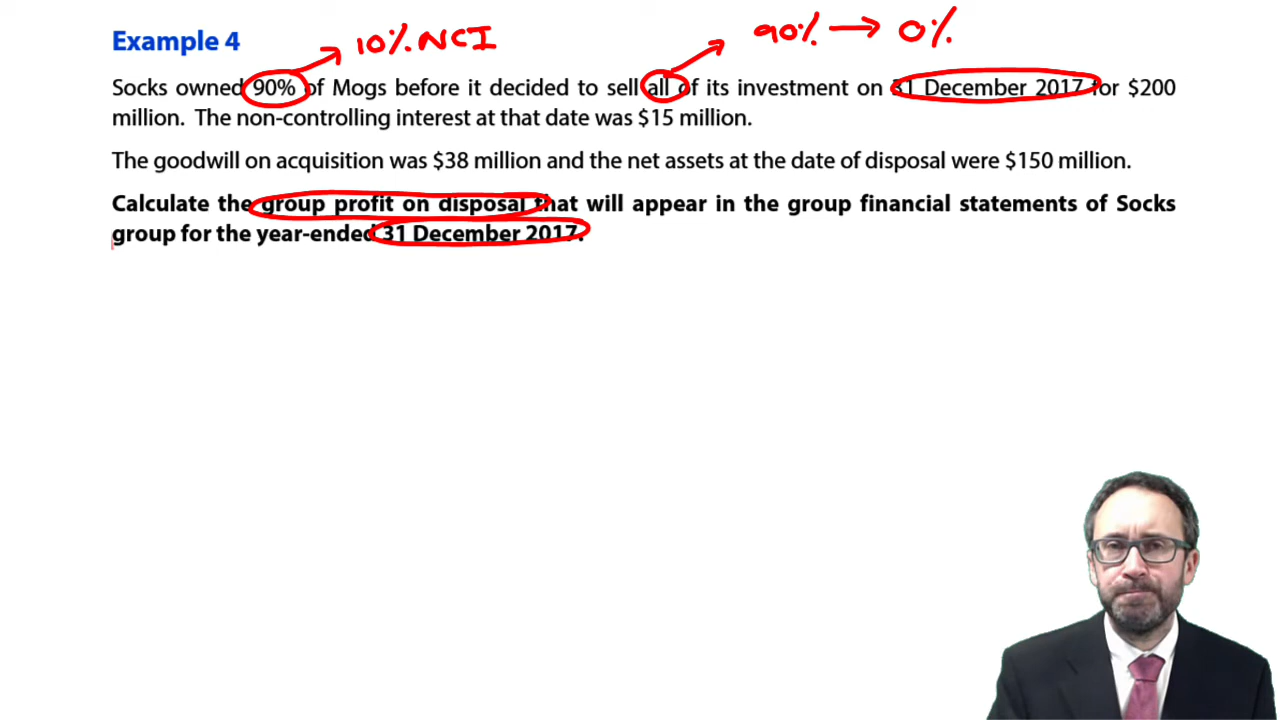 Example 4
10% NCI
90% → 0%
Socks owned 90% of Mogs before it decided to sell all of its investment on 31 December 2017 for $200
million. The non-controlling interest at that date was $15 million.
The goodwill on acquisition was $38 million and the net assets at the date of disposal were $150 million.
Calculate the group profit on disposal that will appear in the group financial statements of Socks
group for the year-ended 31 December 2017.